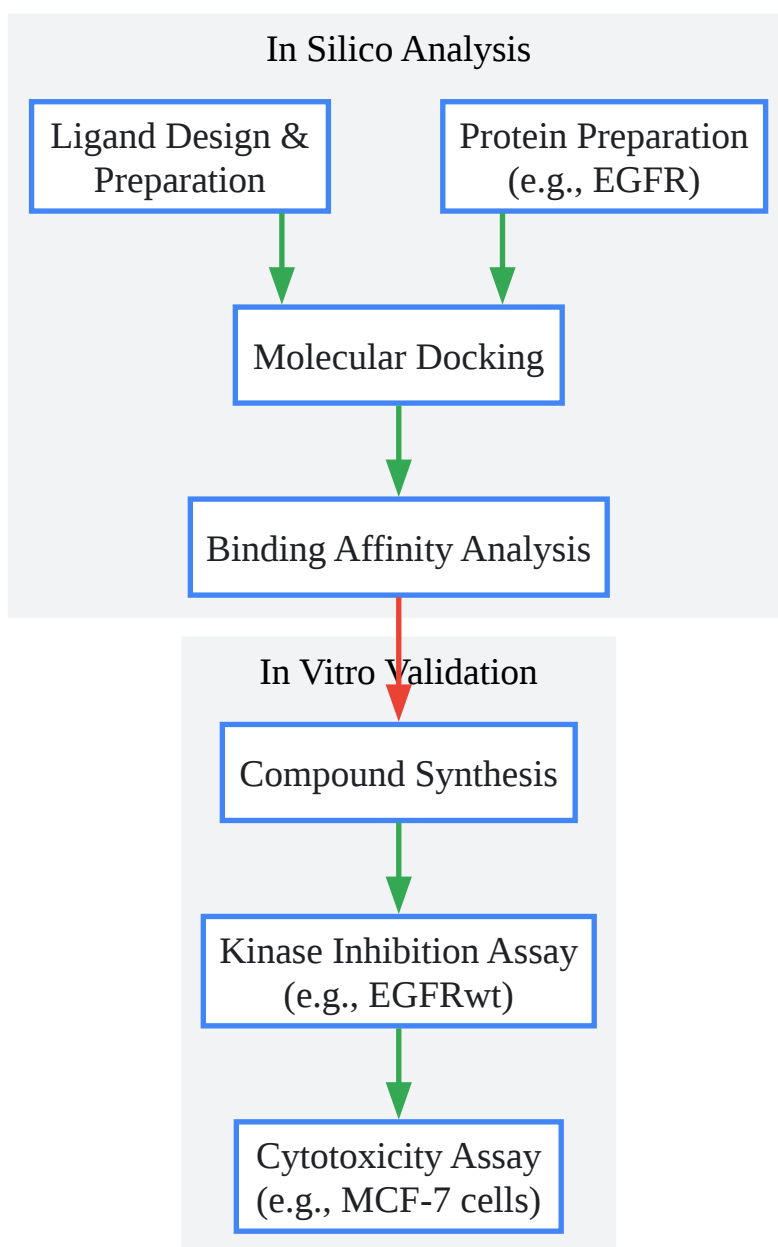 In Silico Analysis
Ligand Design &
Preparation
Protein Preparation
(e.g., EGFR)
Molecular Docking
Binding Affinity Analysis
In Vitro Validation
Compound Synthesis
Kinase Inhibition Assay
(e.g., EGFRwt)
Cytotoxicity Assay
(e.g., MCF-7 cells)